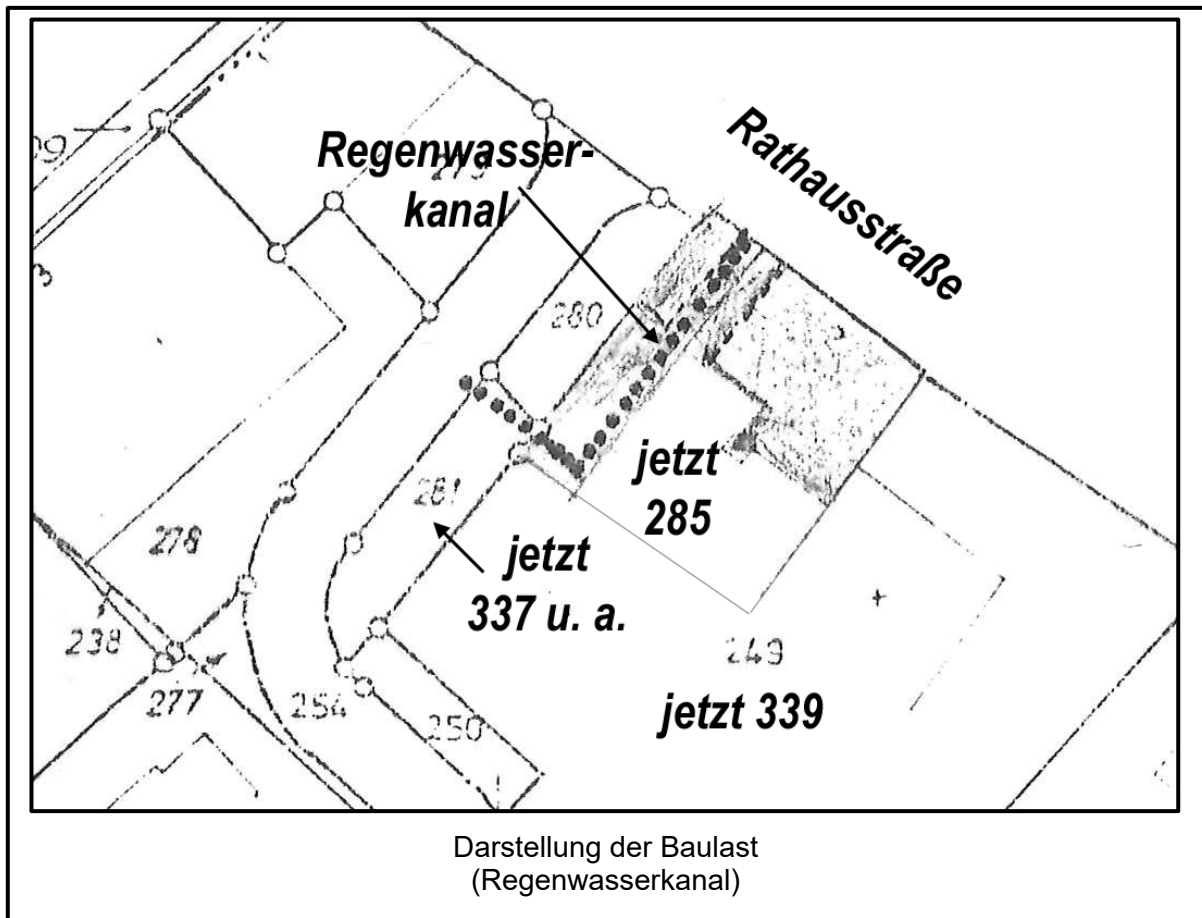 Rathausstraße
Regenwasser-
kanal
279
280
jetzt
285
281
jetzt
337 u. a.
278
238
277
254
250
249
jetzt 339
Darstellung der Baulast
(Regenwasserkanal)